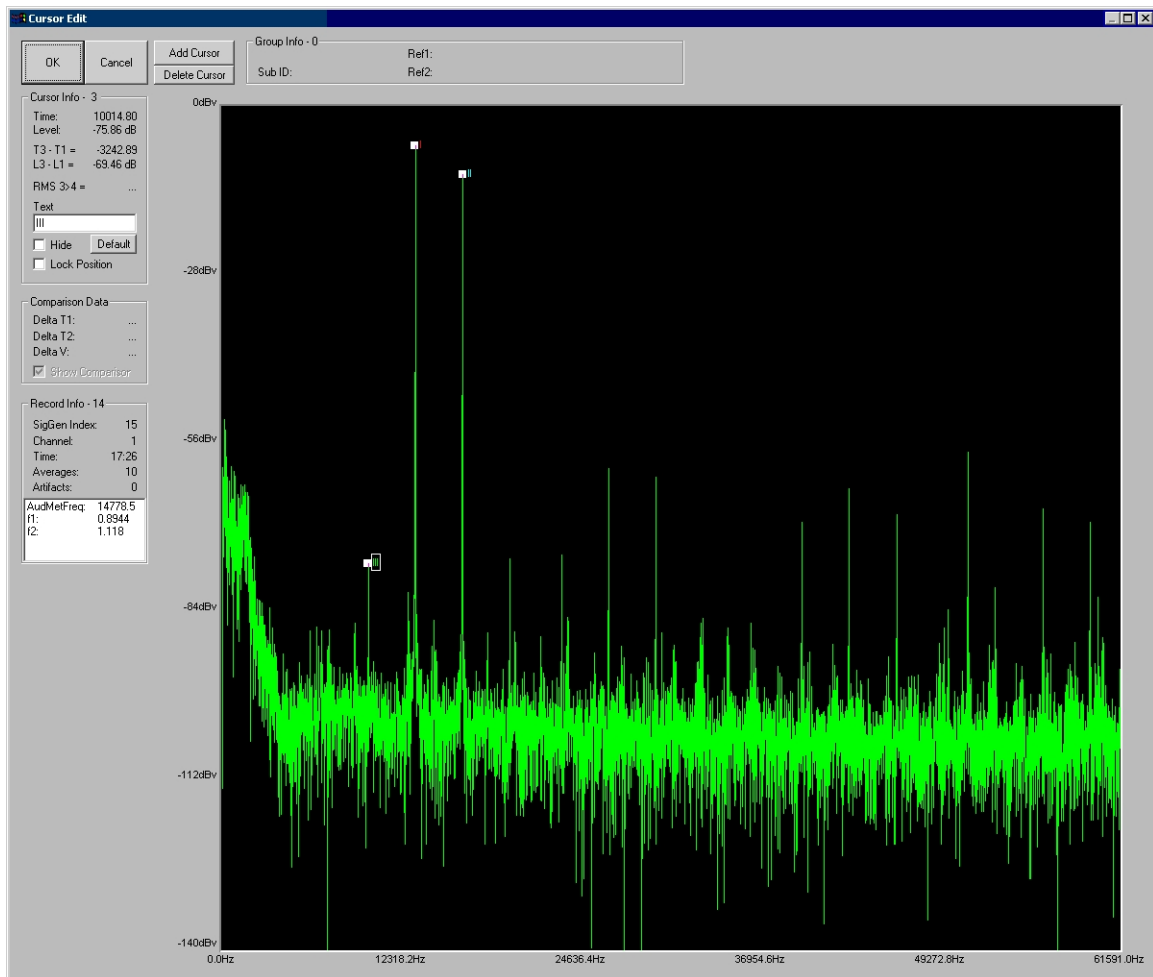 Cursor Edit
OK
Cancel
Add Cursor
Delete Cursor
Group Info - 0
Ref1:
Sub ID:
Ref2:
Cursor Info - 3
Time: 10014.80
Level: -75.86 dB
T3 - T1 = -3242.89
L3 - L1 = -69.46 dB
RMS 3>4 = ...
Text
III
Hide
Default
Lock Position
Comparison Data
Delta T1: ...
Delta T2: ...
Delta V: ...
Show Comparison
Record Info - 14
SigGen Index: 15
Channel: 1
Time: 17:26
Averages: 10
Artifacts: 0
AudMetFreq: 14778.5
f1: 0.8944
f2: 1.118
0dBv
-28dBv
-56dBv
-84dBv
-112dBv
-140dBv
I
II
III
0.0Hz
12318.2Hz
24636.4Hz
36954.6Hz
49272.8Hz
61591.0Hz